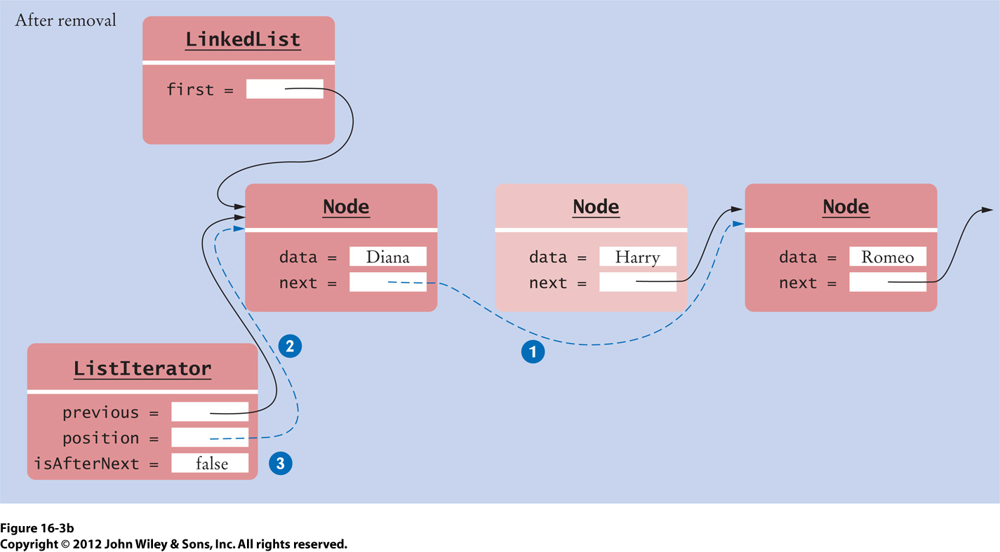 After removal
LinkedList
first =
Node
data = Diana
next =
Node
data = Harry
next =
Node
data = Romeo
next =
1
2
ListIterator
previous =
position =
isAfterNext = false
3
Figure 16-3b
Copyright © 2012 John Wiley & Sons, Inc. All rights reserved.